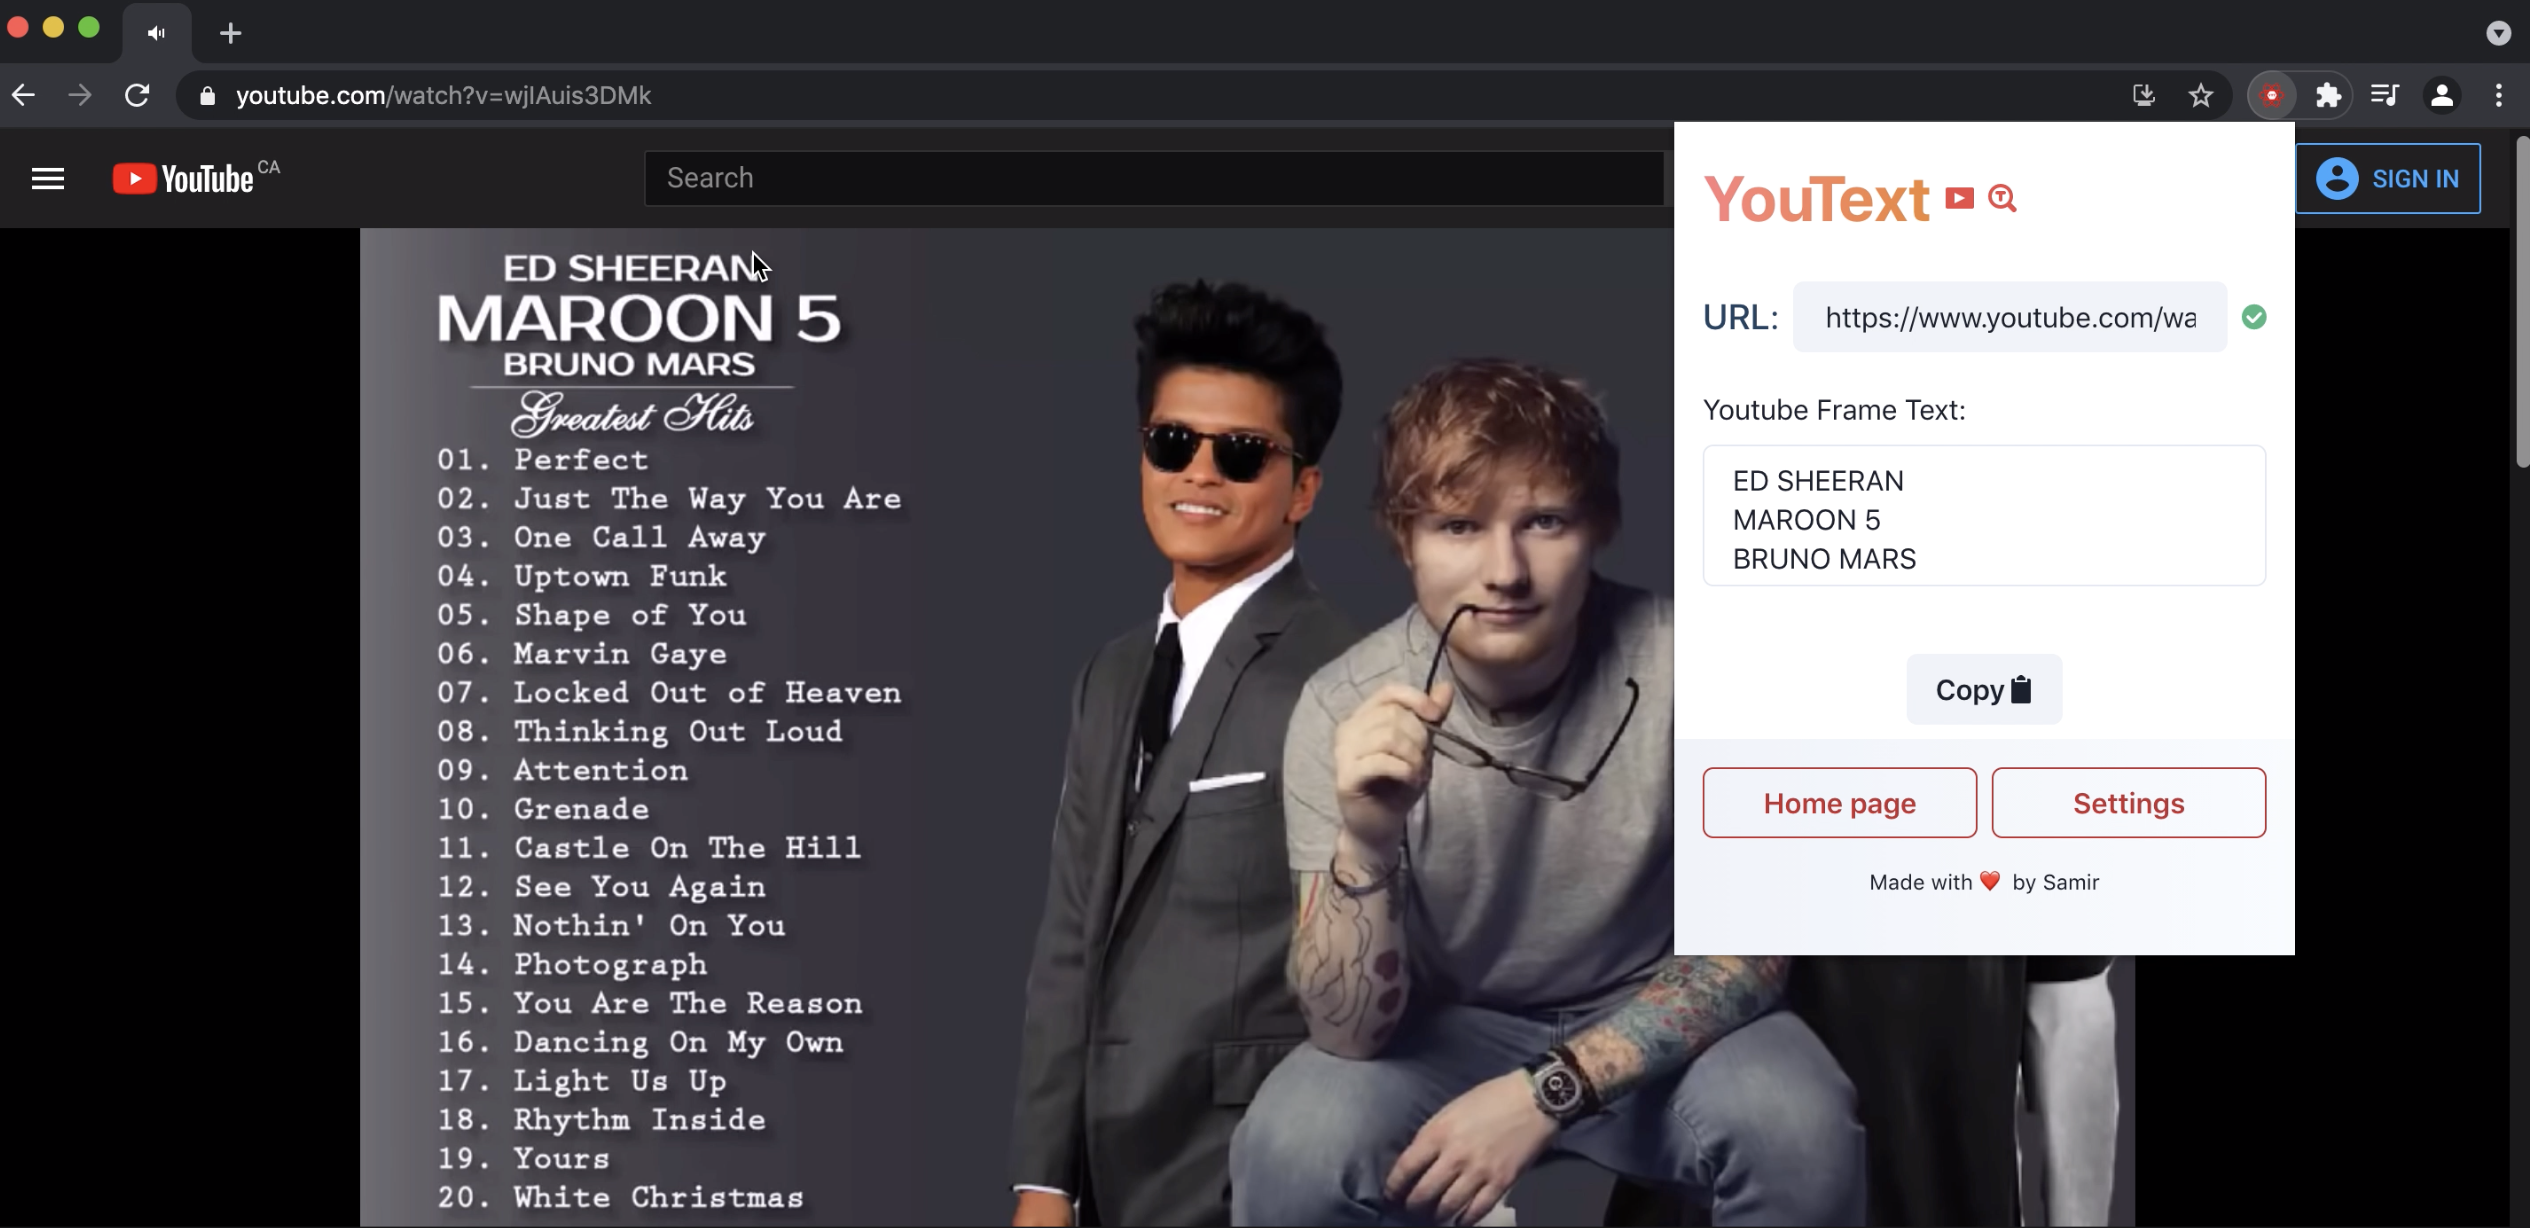 youtube.com/watch?v=wjlAuis3DMk
YouTube CA
Search
SIGN IN
ED SHEERAN
MAROON 5
BRUNO MARS
Greatest Hits
01. Perfect
02. Just The Way You Are
03. One Call Away
04. Uptown Funk
05. Shape of You
06. Marvin Gaye
07. Locked Out of Heaven
08. Thinking Out Loud
09. Attention
10. Grenade
11. Castle On The Hill
12. See You Again
13. Nothin' On You
14. Photograph
15. You Are The Reason
16. Dancing On My Own
17. Light Us Up
18. Rhythm Inside
19. Yours
20. White Christmas
YouText
URL: https://www.youtube.com/wa
Youtube Frame Text:
ED SHEERAN
MAROON 5
BRUNO MARS
Copy
Home page Settings
Made with ❤️ by Samir